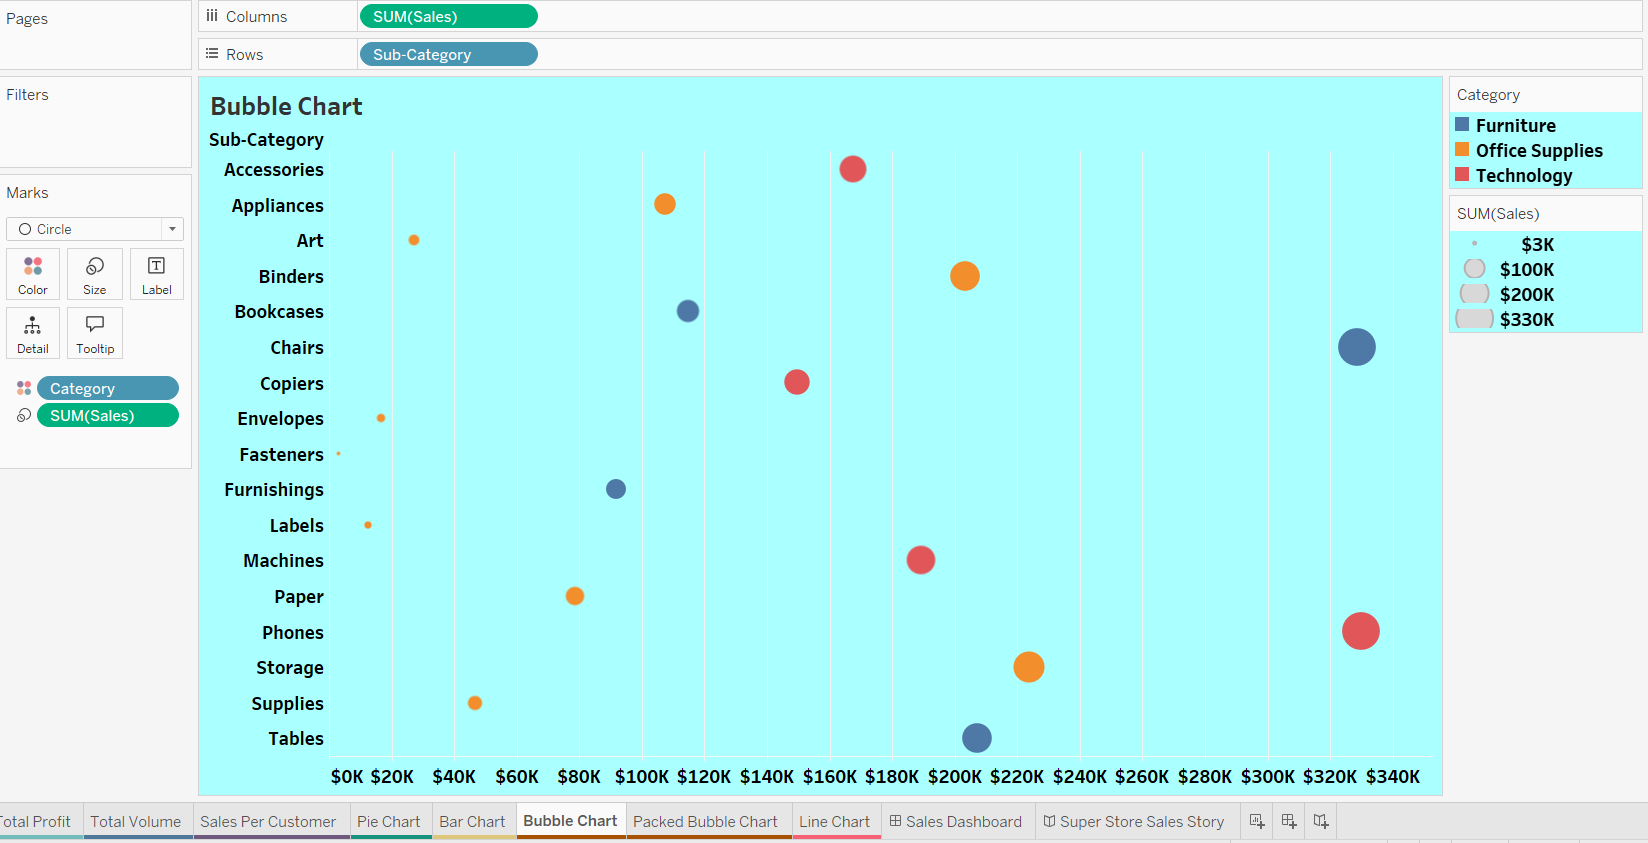 Pages
Columns
SUM(Sales)
Rows
Sub-Category
Filters
Marks
Circle
Color
Size
Label
Detail
Tooltip
Category
SUM(Sales)
Bubble Chart
Sub-Category
Accessories
Appliances
Art
Binders
Bookcases
Chairs
Copiers
Envelopes
Fasteners
Furnishings
Labels
Machines
Paper
Phones
Storage
Supplies
Tables
$0K $20K $40K $60K $80K $100K $120K $140K $160K $180K $200K $220K $240K $260K $280K $300K $320K $340K
Category
Furniture
Office Supplies
Technology
SUM(Sales)
$3K
$100K
$200K
$330K
otal Profit Total Volume Sales Per Customer Pie Chart Bar Chart Bubble Chart Packed Bubble Chart Line Chart Sales Dashboard Super Store Sales Story